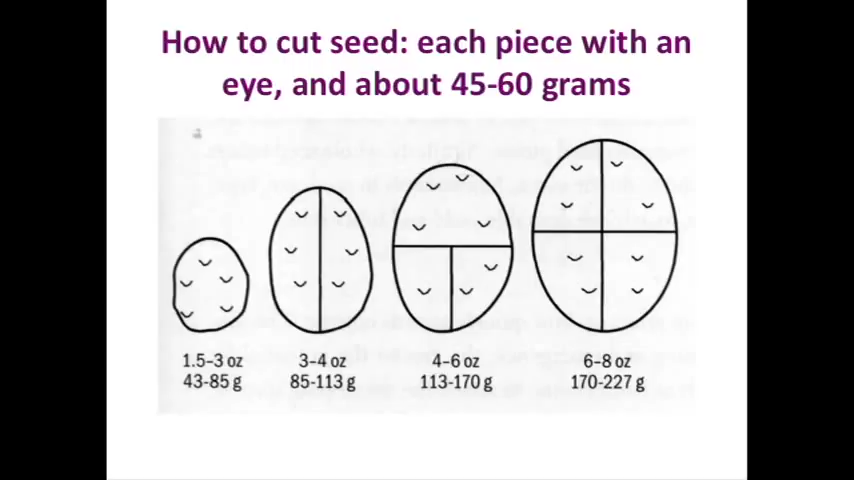 How to cut seed: each piece with an
eye, and about 45-60 grams
1.5–3 oz 3–4 oz 4–6 oz 6–8 oz
43-85 g 85-113 g 113-170 g 170-227 g